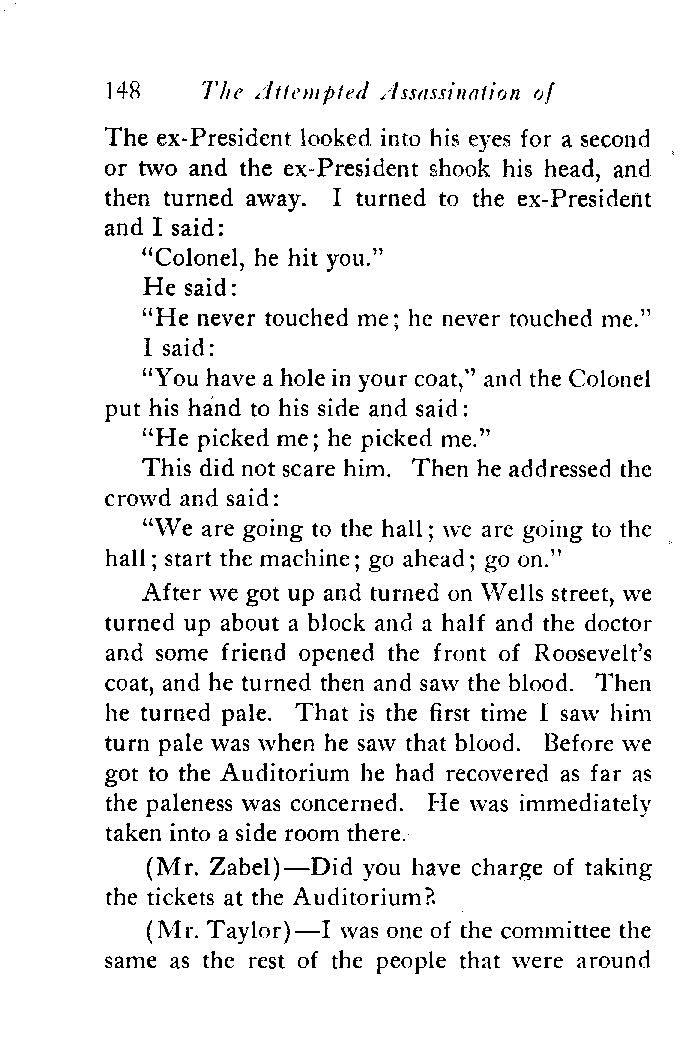 148 The Attempted Assassination of
The ex-President looked into his eyes for a second
or two and the ex-President shook his head, and
then turned away. I turned to the ex-President
and I said:
“Colonel, he hit you.”
He said:
“He never touched me; he never touched me.”
I said:
“You have a hole in your coat,” and the Colonel
put his hand to his side and said:
“He picked me; he picked me.”
This did not scare him. Then he addressed the
crowd and said:
“We are going to the hall; we are going to the
hall; start the machine; go ahead; go on.”
After we got up and turned on Wells street, we
turned up about a block and a half and the doctor
and some friend opened the front of Roosevelt’s
coat, and he turned then and saw the blood. Then
he turned pale. That is the first time I saw him
turn pale was when he saw that blood. Before we
got to the Auditorium he had recovered as far as
the paleness was concerned. He was immediately
taken into a side room there.
(Mr. Zabel)—Did you have charge of taking
the tickets at the Auditorium?
(Mr. Taylor)—I was one of the committee the
same as the rest of the people that were around